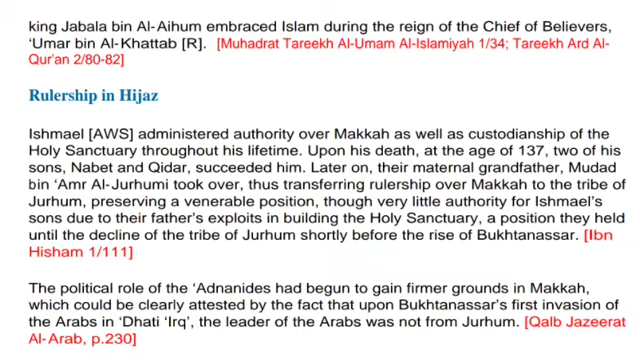 king Jabala bin Al-Aihum embraced Islam during the reign of the Chief of Believers,
‘Umar bin Al-Khattab [R]. [Muhadrat Tareekh Al-Umam Al-Islamiyah 1/34; Tareekh Ard Al-
Qur'an 2/80-82]
Rulership in Hijaz
Ishmael [AWS] administered authority over Makkah as well as custodianship of the
Holy Sanctuary throughout his lifetime. Upon his death, at the age of 137, two of his
sons, Nabet and Qidar, succeeded him. Later on, their maternal grandfather, Mudad
bin ‘Amr Al-Jurhumi took over, thus transferring rulership over Makkah to the tribe of
Jurhum, preserving a venerable position, though very little authority for Ishmael's
sons due to their father's exploits in building the Holy Sanctuary, a position they held
until the decline of the tribe of Jurhum shortly before the rise of Bukhtanassar. [Ibn
Hisham 1/111]
The political role of the ‘Adnanides had begun to gain firmer grounds in Makkah,
which could be clearly attested by the fact that upon Bukhtanassar's first invasion of
the Arabs in ‘Dhati ‘Irq’, the leader of the Arabs was not from Jurhum. [Qalb Jazeerat
Al-Arab, p.230]